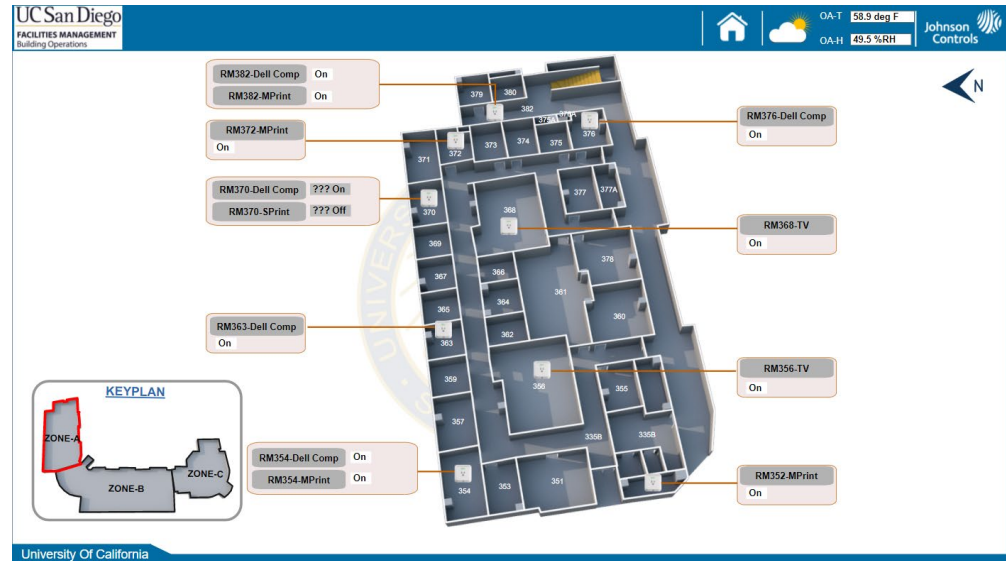 UC San Diego
FACILITIES MANAGEMENT
Building Operations
OA-T 58.9 deg F
OA-H 49.5 %RH
Johnson
Controls
N
RM382-Dell Comp On
RM382-MPrint On
RM372-MPrint
On
RM370-Dell Comp ??? On
RM370-SPrint ??? Off
RM363-Dell Comp
On
RM354-Dell Comp On
RM354-MPrint On
RM376-Dell Comp
On
RM368-TV
On
RM356-TV
On
RM352-MPrint
On
379
380
382
371
372
373
374
375
376
377
377A
370
368
369
367
366
378
361
365
364
360
363
362
359
358
355
357
335B
335B
354
353
351
KEYPLAN
ZONE-A
ZONE-B
ZONE-C
UNIVERS
University Of California